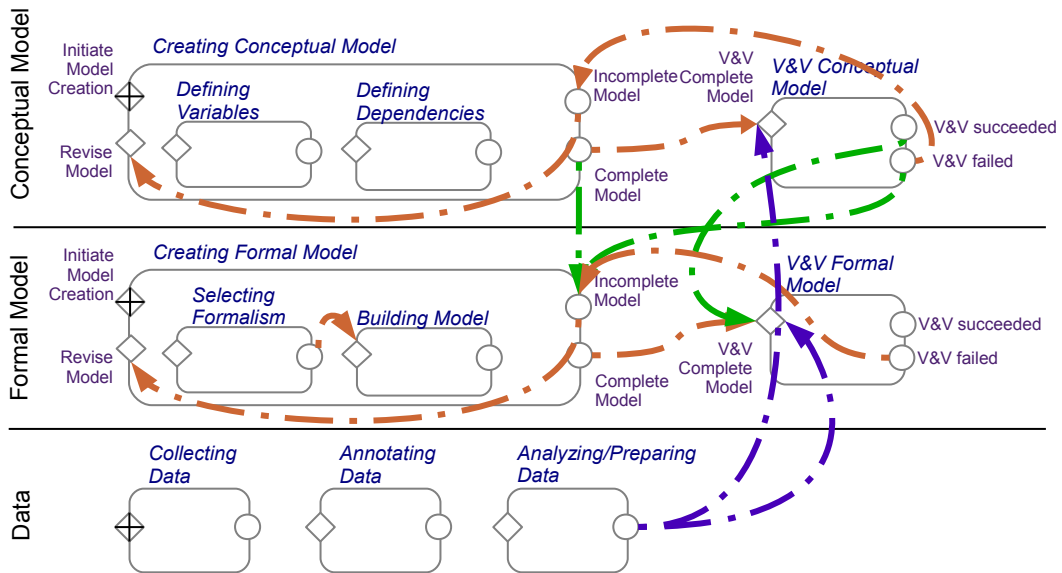 Conceptual Model
Creating Conceptual Model
Initiate
Model
Creation
Revise
Model
Defining
Variables
Defining
Dependencies
Incomplete
Model
Complete
Model
V&V
Complete
Model
V&V Conceptual
Model
V&V succeeded
V&V failed
Formal Model
Creating Formal Model
Initiate
Model
Creation
Revise
Model
Selecting
Formalism
Building Model
Incomplete
Model
Complete
Model
V&V
Complete
Model
V&V Formal
Model
V&V succeeded
V&V failed
Data
Collecting
Data
Annotating
Data
Analyzing/Preparing
Data